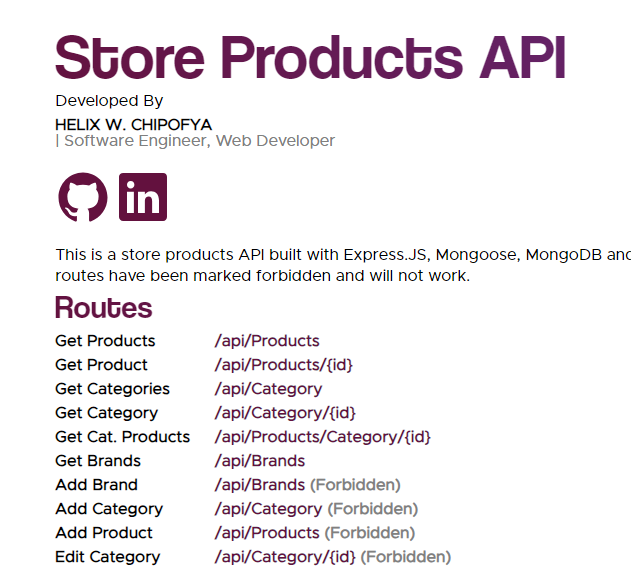 Store Products API
Developed By
HELIX W. CHIPOFYA
| Software Engineer, Web Developer
in
This is a store products API built with Express.JS, Mongoose, MongoDB and
routes have been marked forbidden and will not work.
Routes
Get Products /api/Products
Get Product /api/Products/{id}
Get Categories /api/Category
Get Category /api/Category/{id}
Get Cat. Products /api/Products/Category/{id}
Get Brands /api/Brands
Add Brand /api/Brands (Forbidden)
Add Category /api/Category (Forbidden)
Add Product /api/Products (Forbidden)
Edit Category /api/Category/{id} (Forbidden)